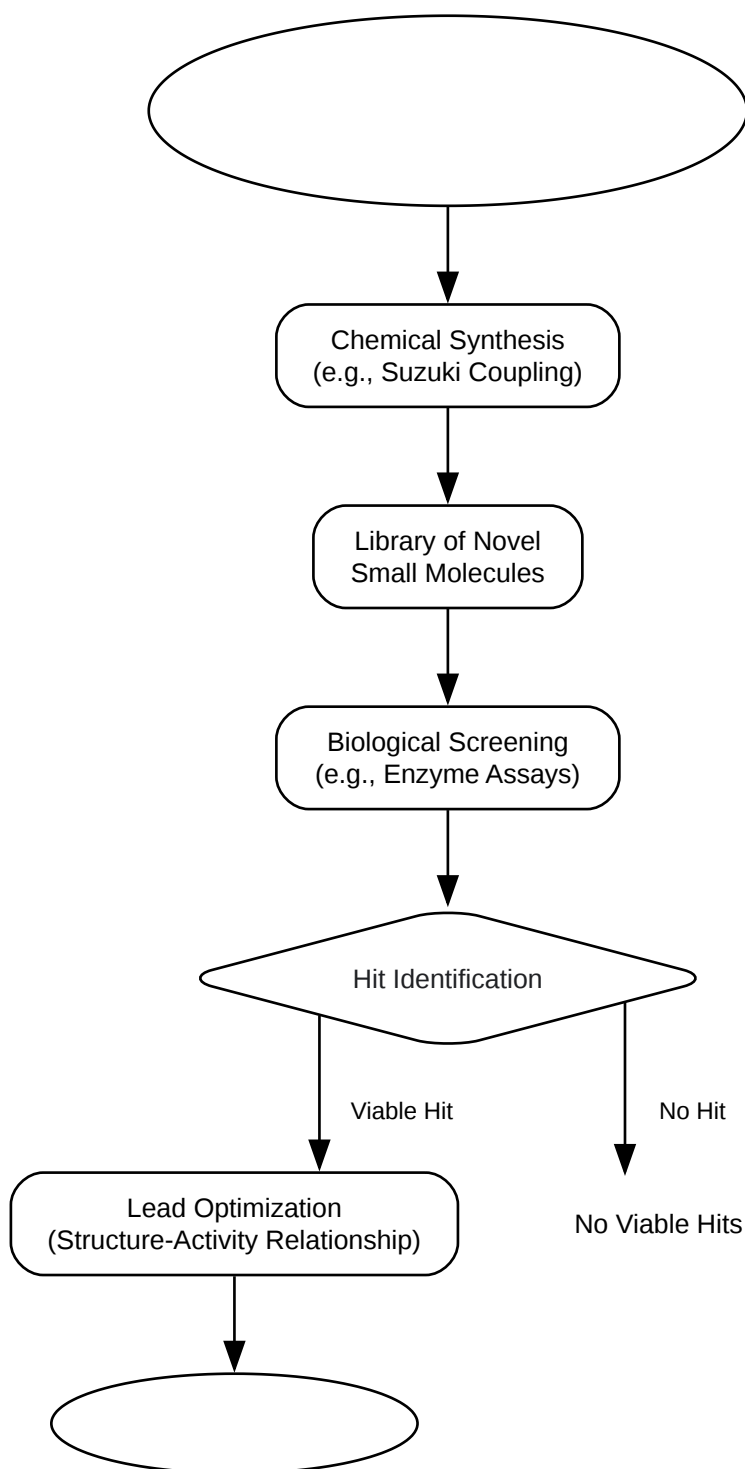 Chemical Synthesis
(e.g., Suzuki Coupling)
Library of Novel
Small Molecules
Biological Screening
(e.g., Enzyme Assays)
Hit Identification
Viable Hit
No Hit
Lead Optimization
(Structure-Activity Relationship)
No Viable Hits